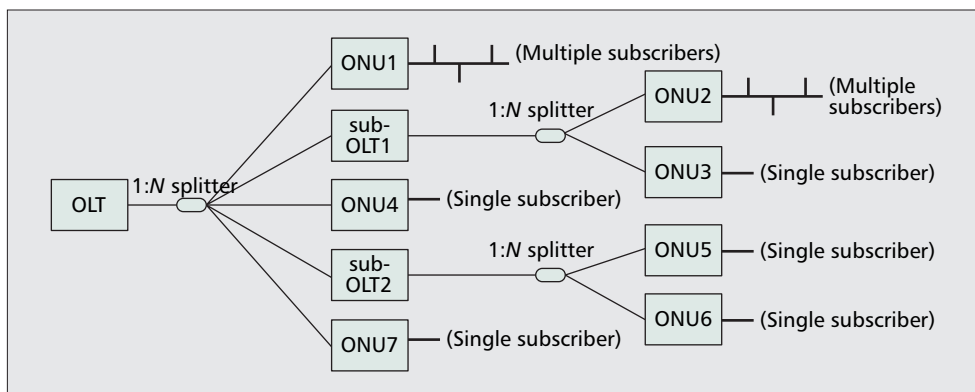 ONU1
(Multiple subscribers)
sub-
OLT1
1:N splitter
ONU2
(Multiple
subscribers)
ONU3
(Single subscriber)
OLT
1:N splitter
ONU4
(Single subscriber)
sub-
OLT2
1:N splitter
ONU5
(Single subscriber)
ONU6
(Single subscriber)
ONU7
(Single subscriber)